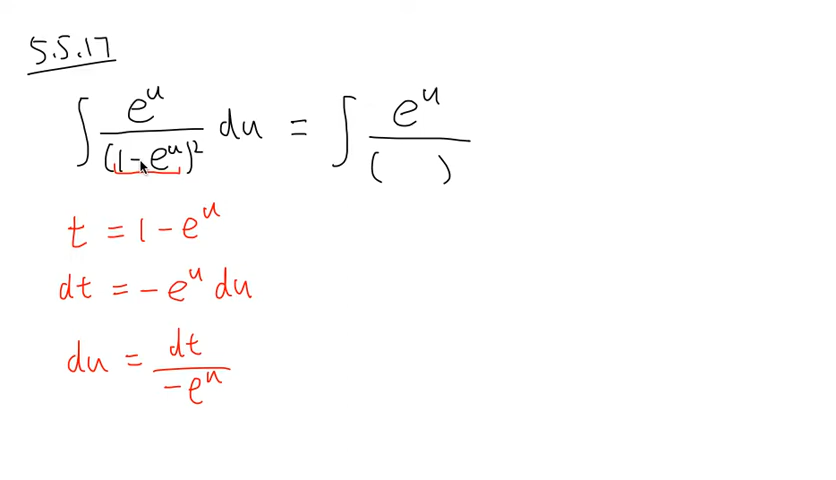 5.5.17
∫ e^u / (1 - e^u)^2 du = ∫ e^u / ( )
t = 1 - e^u
dt = - e^u du
du = dt / -e^u